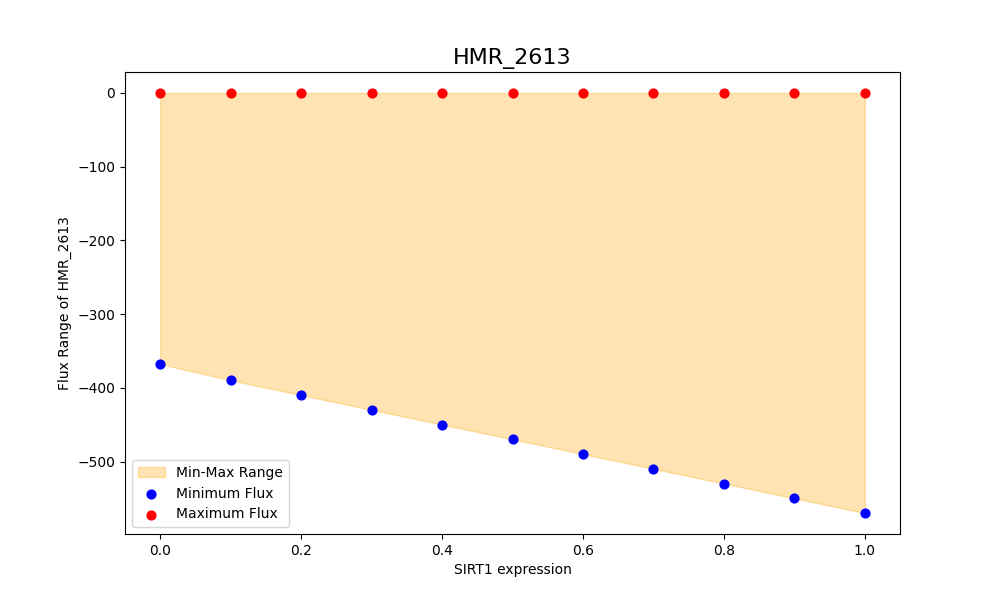 HMR_2613
Flux Range of HMR_2613
0
−100
−200
−300
−400
−500
Min-Max Range
Minimum Flux
Maximum Flux
0.0 0.2 0.4 0.6 0.8 1.0
SIRT1 expression